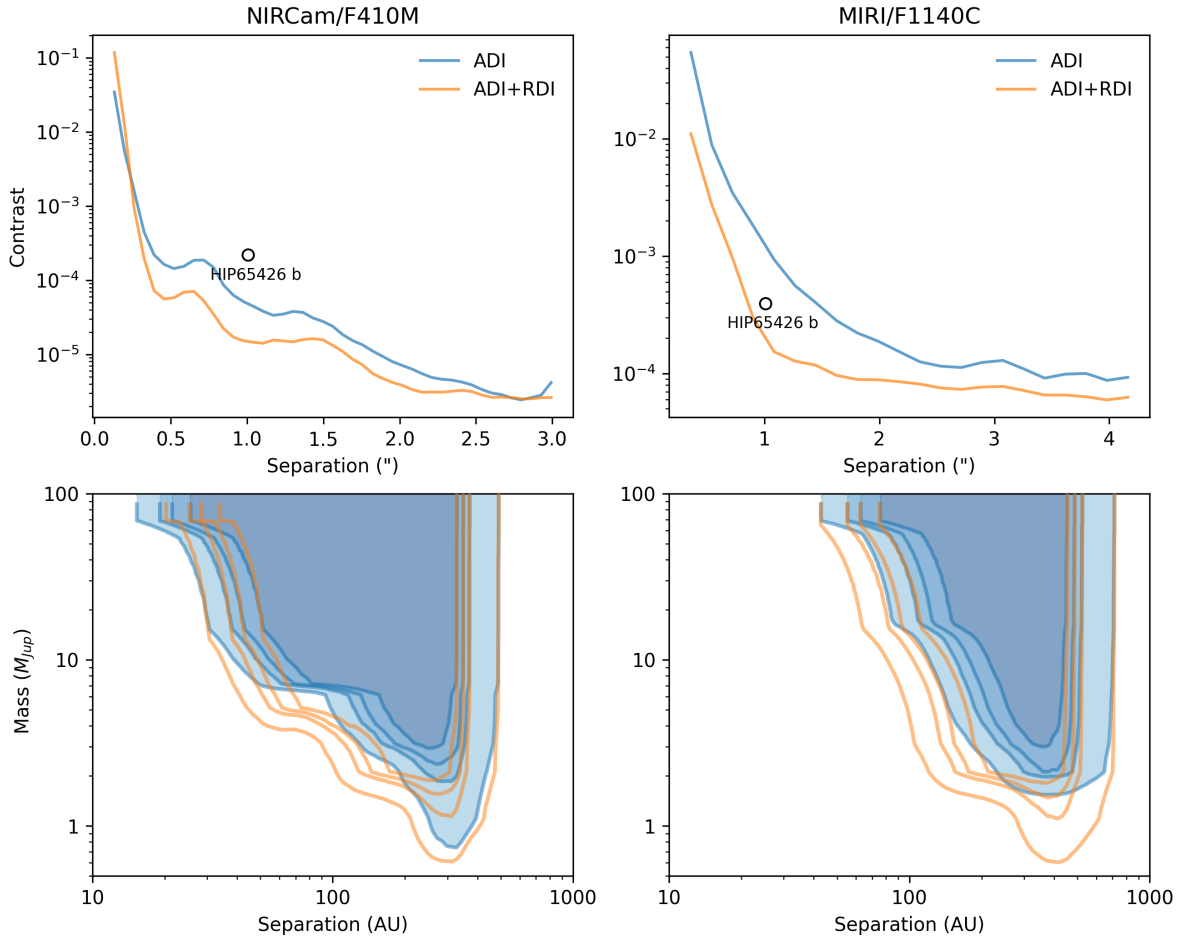 NIRCam/F410M
MIRI/F1140C
Contrast
10⁻¹
10⁻²
10⁻³
10⁻⁴
10⁻⁵
ADI
ADI+RDI
HIP65426 b
0.0 0.5 1.0 1.5 2.0 2.5 3.0
Separation (")
10⁻²
10⁻³
10⁻⁴
ADI
ADI+RDI
HIP65426 b
1 2 3 4
Separation (")
Mass (M_Jup)
100
10
1
10 100 1000
Separation (AU)
100
10
1
10 100 1000
Separation (AU)